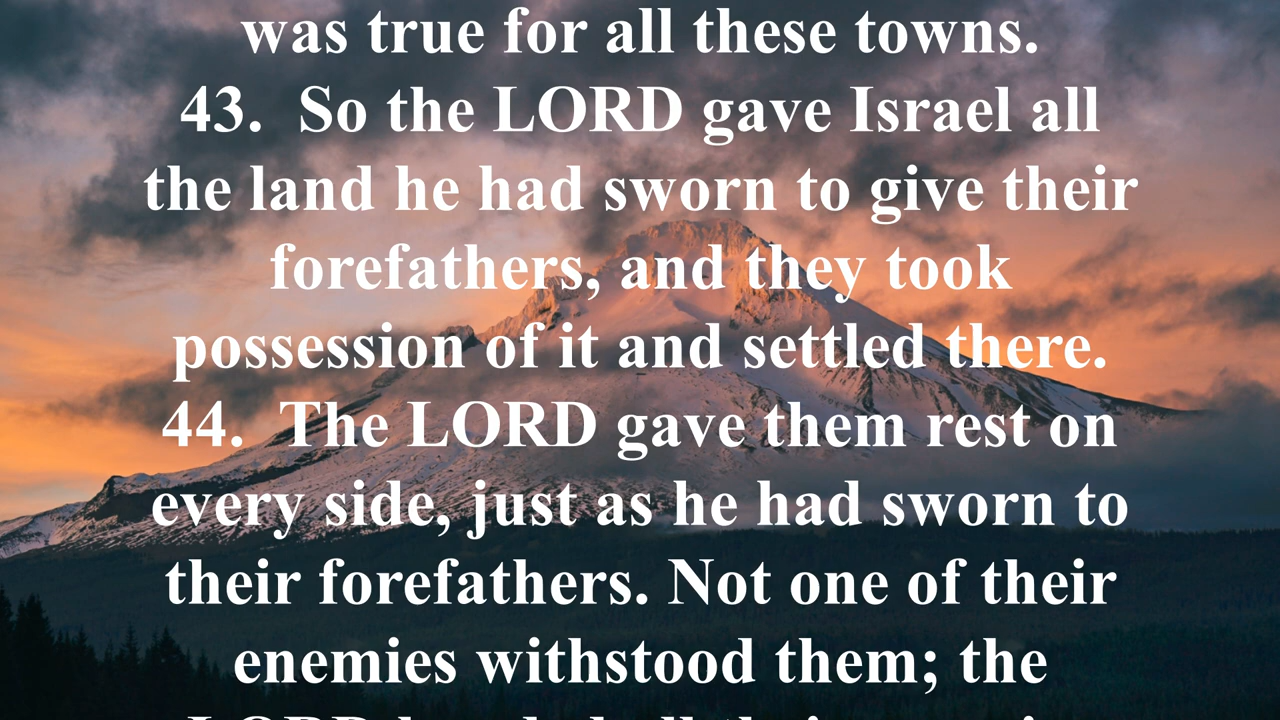 was true for all these towns.
43.  So the LORD gave Israel all
the land he had sworn to give their
forefathers, and they took
possession of it and settled there.
44.  The LORD gave them rest on
every side, just as he had sworn to
their forefathers. Not one of their
enemies withstood them; the